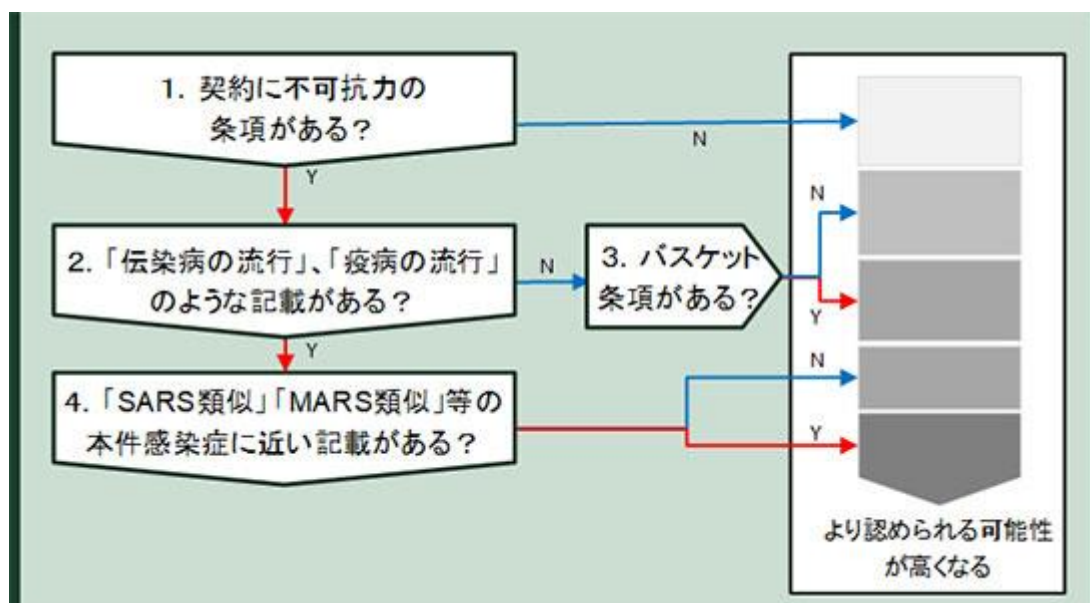 1. 契約に不可抗力の
条項がある?
N
Y
2.「伝染病の流行」、「疫病の流行」
のような記載がある?
N
3. バスケット
条項がある?
N
Y
Y
4.「SARS類似」「MARS類似」等の
本件感染症に近い記載がある?
N
Y
より認められる可能性
が高くなる